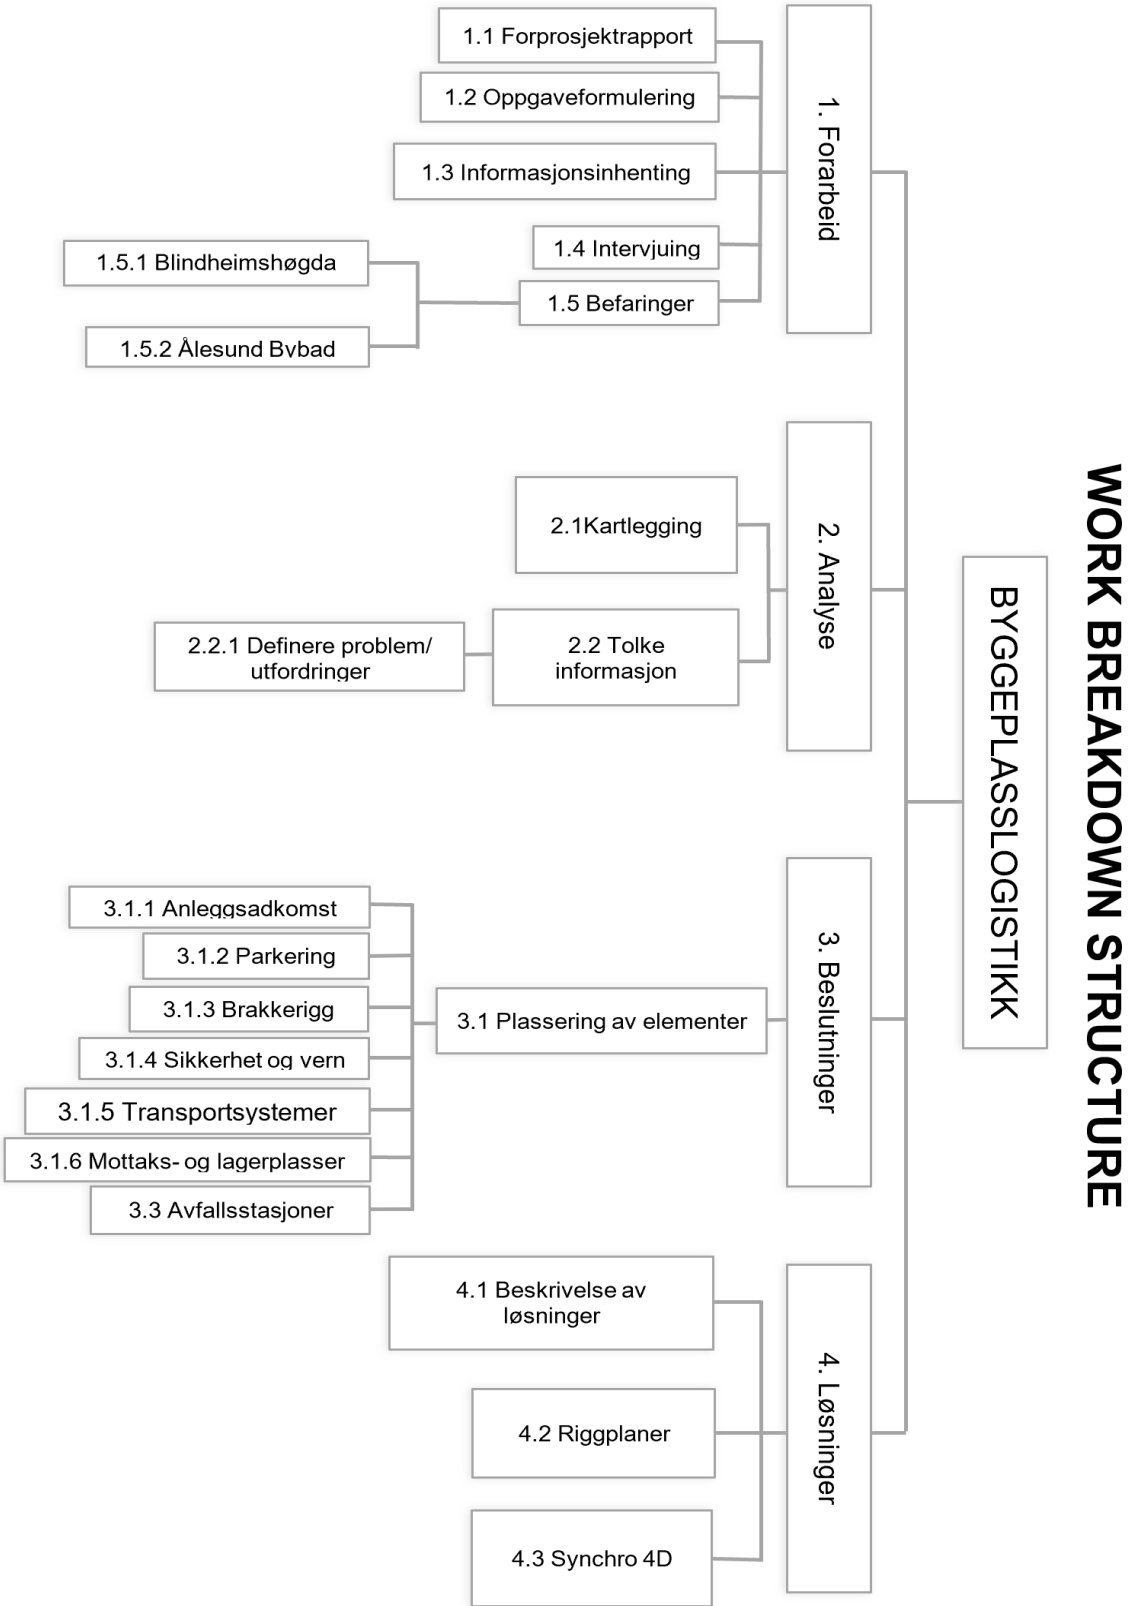 WORK BREAKDOWN STRUCTURE
BYGGEPLASSLOGISTIKK
1. Forarbeid
1.1 Forprosjektrapport
1.2 Oppgaveformulering
1.3 Informasjonsinhenting
1.4 Intervjuing
1.5 Befaringer
1.5.1 Blindheimshøgda
1.5.2 Ålesund Bybad
2. Analyse
2.1Kartlegging
2.2 Tolke
informasjon
2.2.1 Definere problem/
utfordringer
3. Beslutninger
3.1 Plassering av elementer
3.1.1 Anleggsadkomst
3.1.2 Parkering
3.1.3 Brakkerigg
3.1.4 Sikkerhet og vern
3.1.5 Transportsystemer
3.1.6 Mottaks- og lagerplasser
3.3 Avfallsstasjoner
4. Løsninger
4.1 Beskrivelse av
løsninger
4.2 Riggplaner
4.3 Synchro 4D